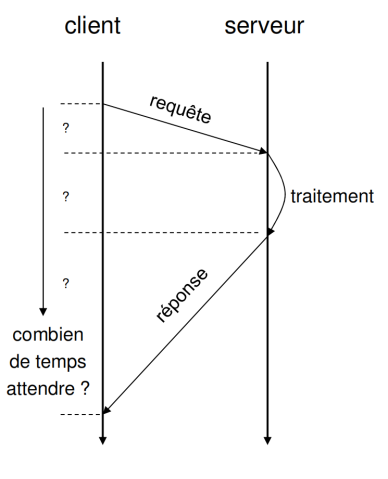 client
serveur
requête
?
?
traitement
?
réponse
combien
de temps
attendre ?